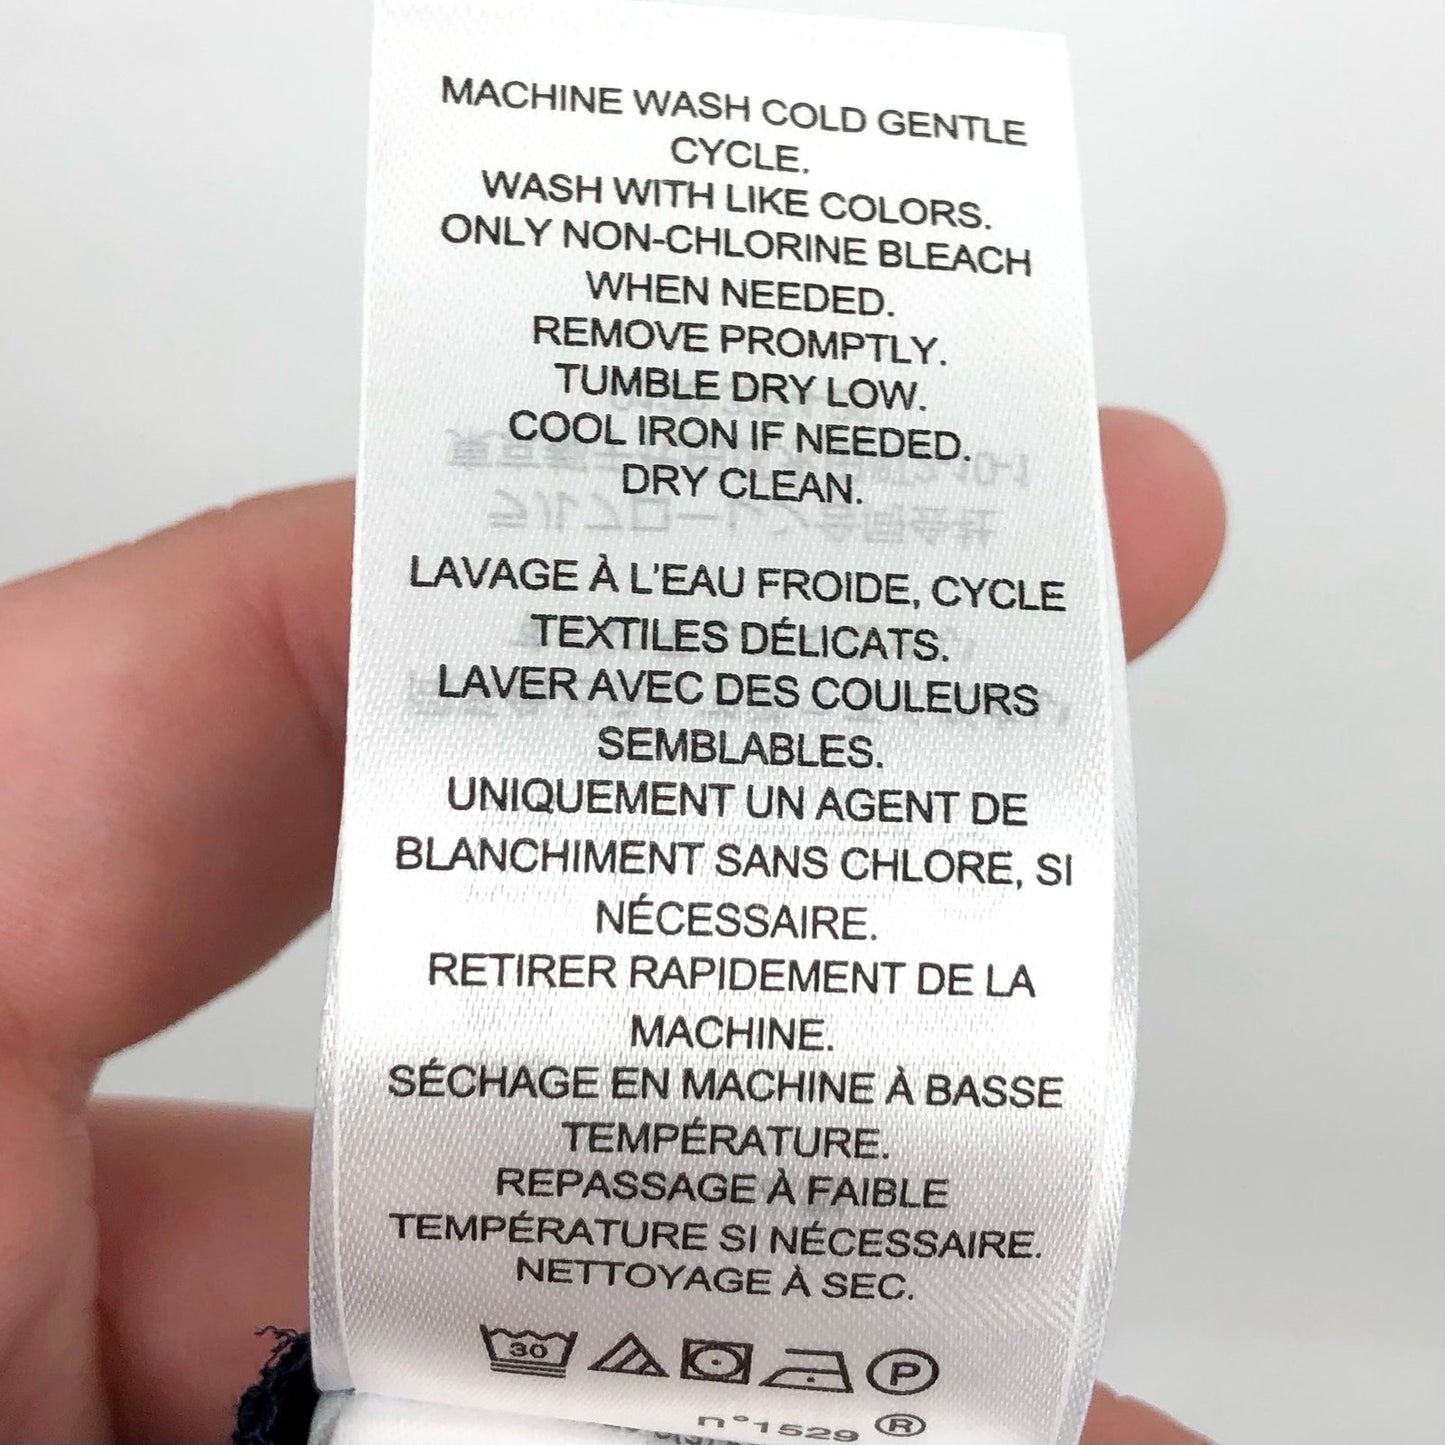 MACHINE WASH COLD GENTLE
CYCLE.
WASH WITH LIKE COLORS.
ONLY NON-CHLORINE BLEACH
WHEN NEEDED.
REMOVE PROMPTLY.
TUMBLE DRY LOW.
COOL IRON IF NEEDED.
DRY CLEAN.
LAVAGE À L'EAU FROIDE, CYCLE
TEXTILES DÉLICATS.
LAVER AVEC DES COULEURS
SEMBLABLES.
UNIQUEMENT UN AGENT DE
BLANCHIMENT SANS CHLORE, SI
NÉCESSAIRE.
RETIRER RAPIDEMENT DE LA
MACHINE.
SÉCHAGE EN MACHINE À BASSE
TEMPÉRATURE.
REPASSAGE À FAIBLE
TEMPÉRATURE SI NÉCESSAIRE.
NETTOYAGE À SEC.
30 P
n°1529 ®